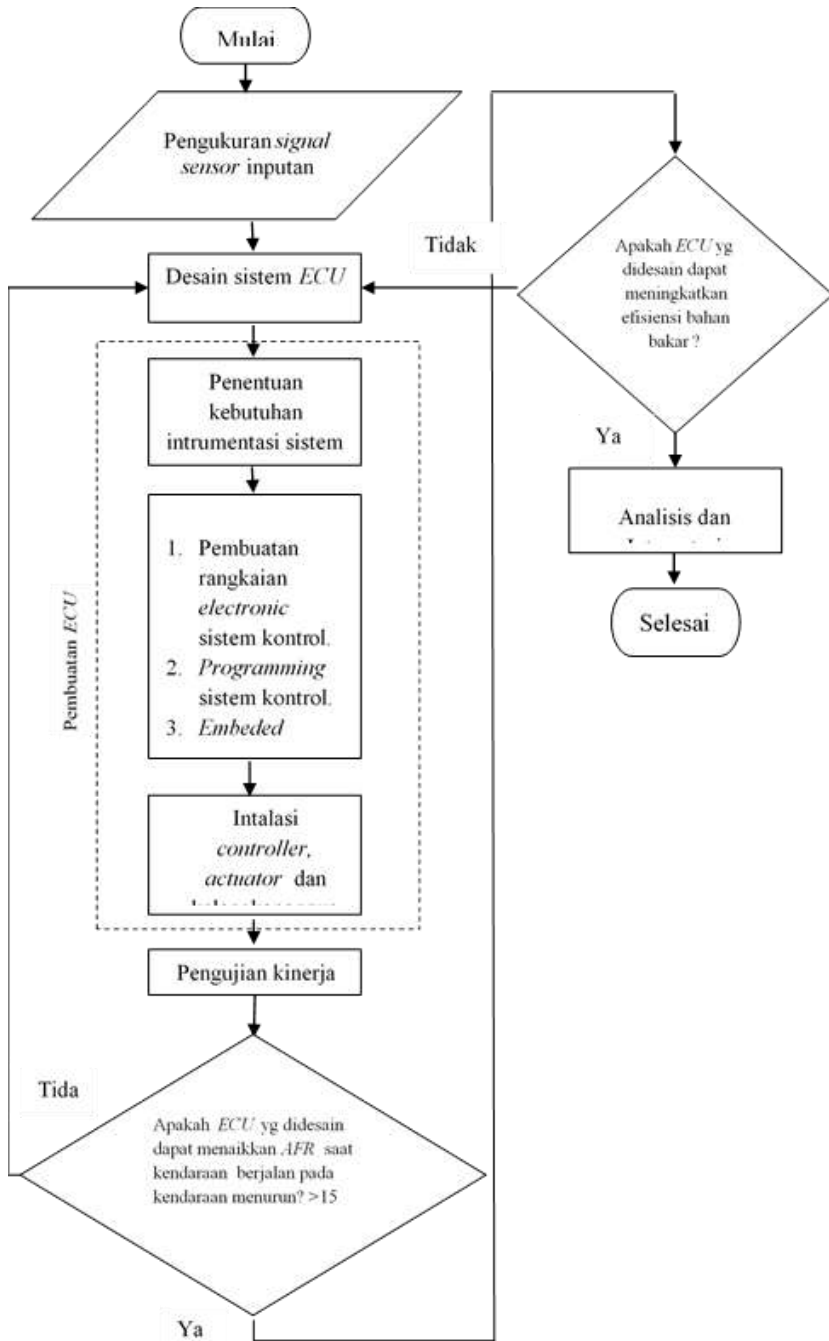 Mulai
Pengukuran signal
sensor inputan
Desain sistem ECU
Penentuan
kebutuhan
intrumentasi sistem
1. Pembuatan
rangkaian
electronic
sistem kontrol.
2. Programming
sistem kontrol.
3. Embeded
Pembuatan ECU
Intalasi
controller,
actuator dan
Pengujian kinerja
Tida
Apakah ECU yg didesain
dapat menaikkan AFR saat
kendaraan berjalan pada
kendaraan menurun? >15
Ya
Tidak
Apakah ECU yg
didesain dapat
meningkatkan
efisiensi bahan
bakar ?
Ya
Analisis dan
Selesai